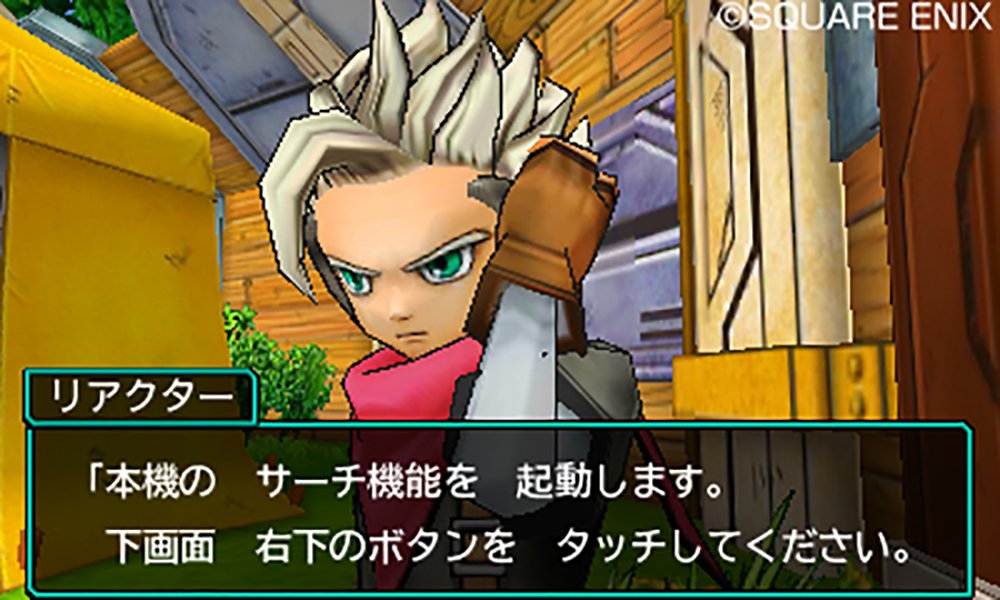 ©SQUARE ENIX
リアクター
「本機の　サーチ機能を　起動します。
下画面　右下のボタンを　タッチしてください。